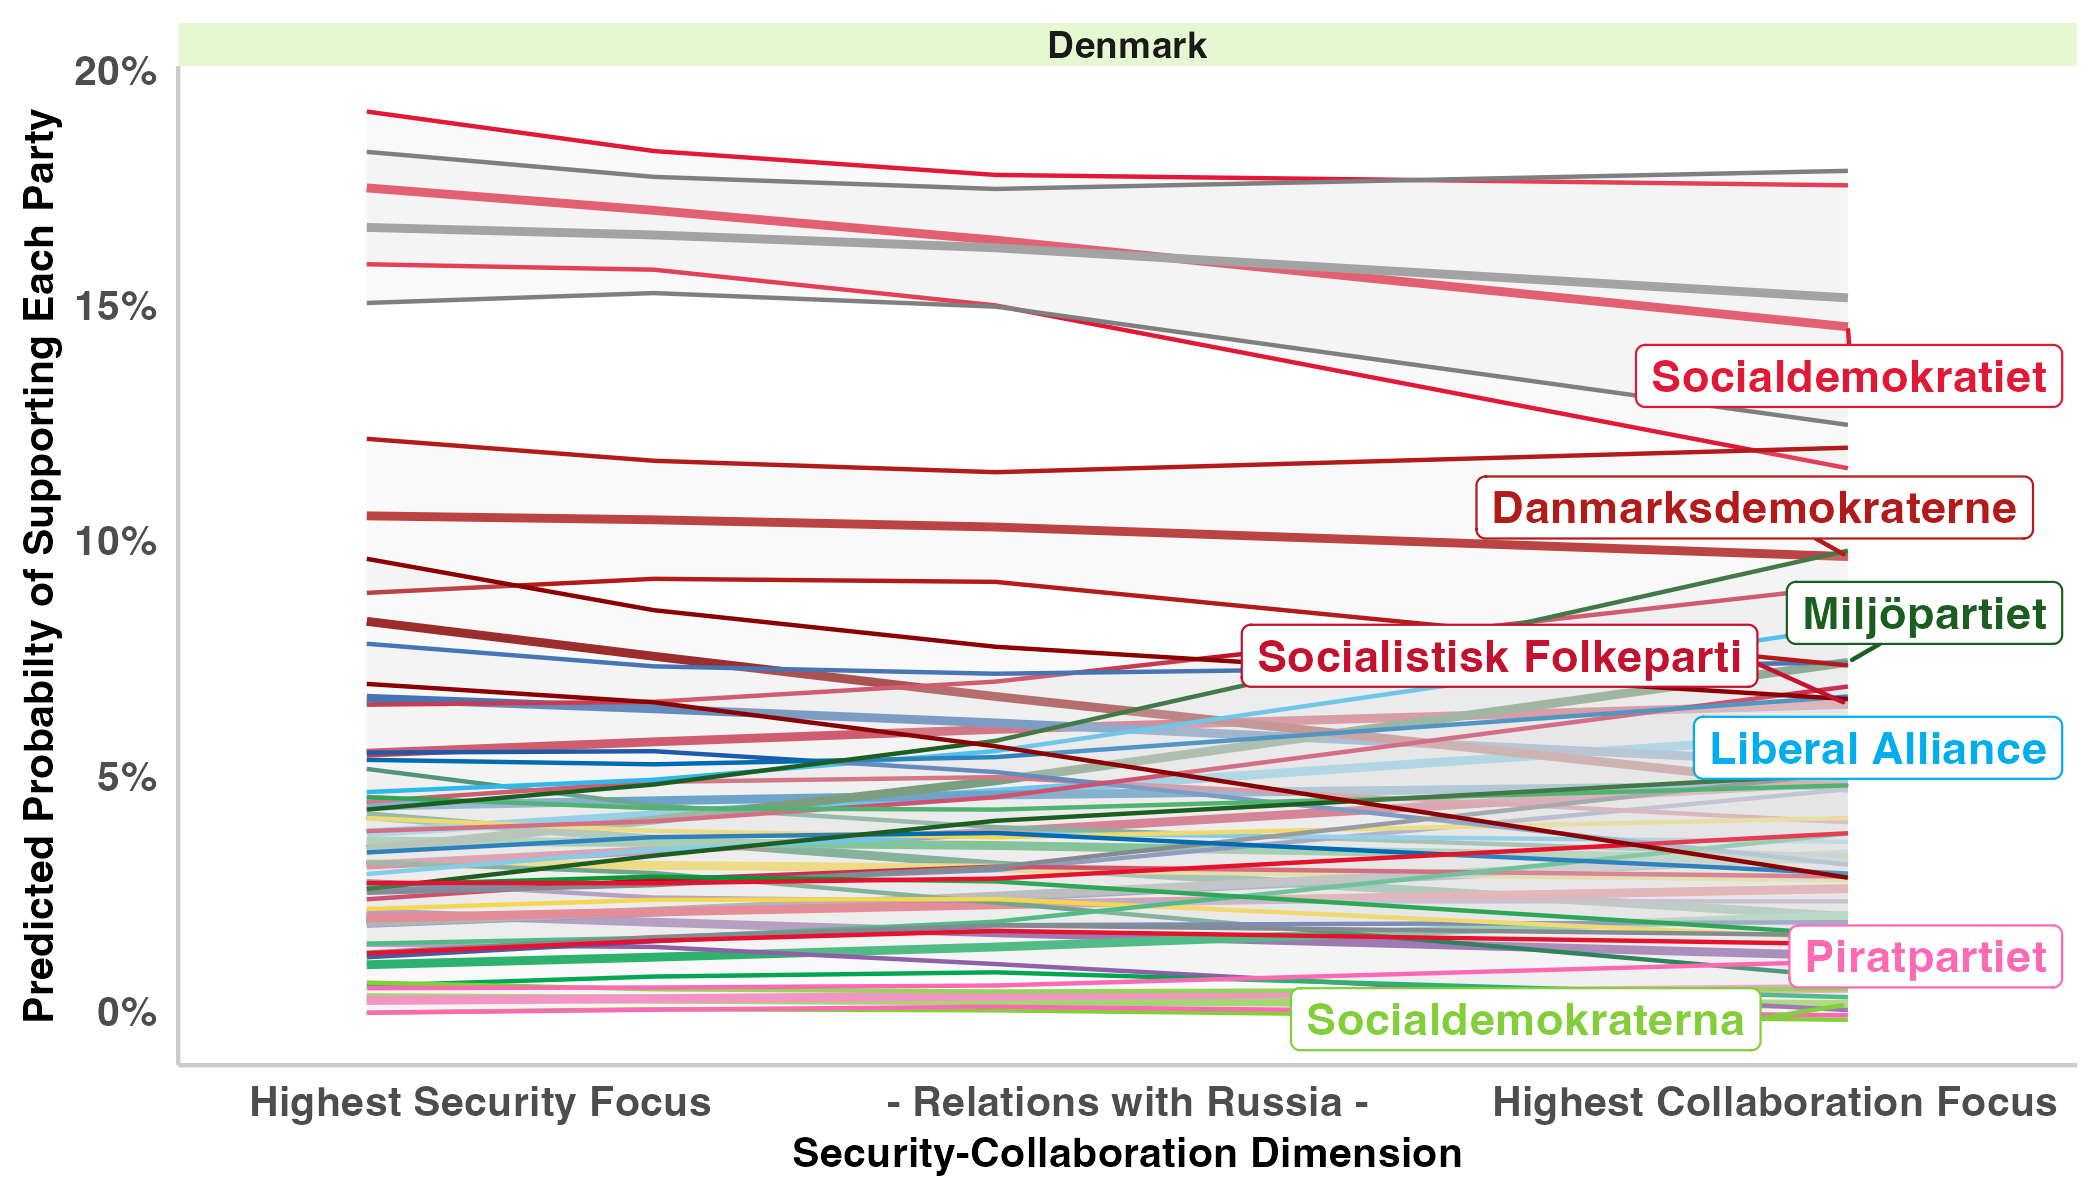 Denmark
Predicted Probabilty of Supporting Each Party
20%
15%
10%
5%
0%
Socialdemokratiet
Danmarksdemokraterne
Miljöpartiet
Socialistisk Folkeparti
Liberal Alliance
Piratpartiet
Socialdemokraterna
Highest Security Focus
- Relations with Russia -
Highest Collaboration Focus
Security-Collaboration Dimension